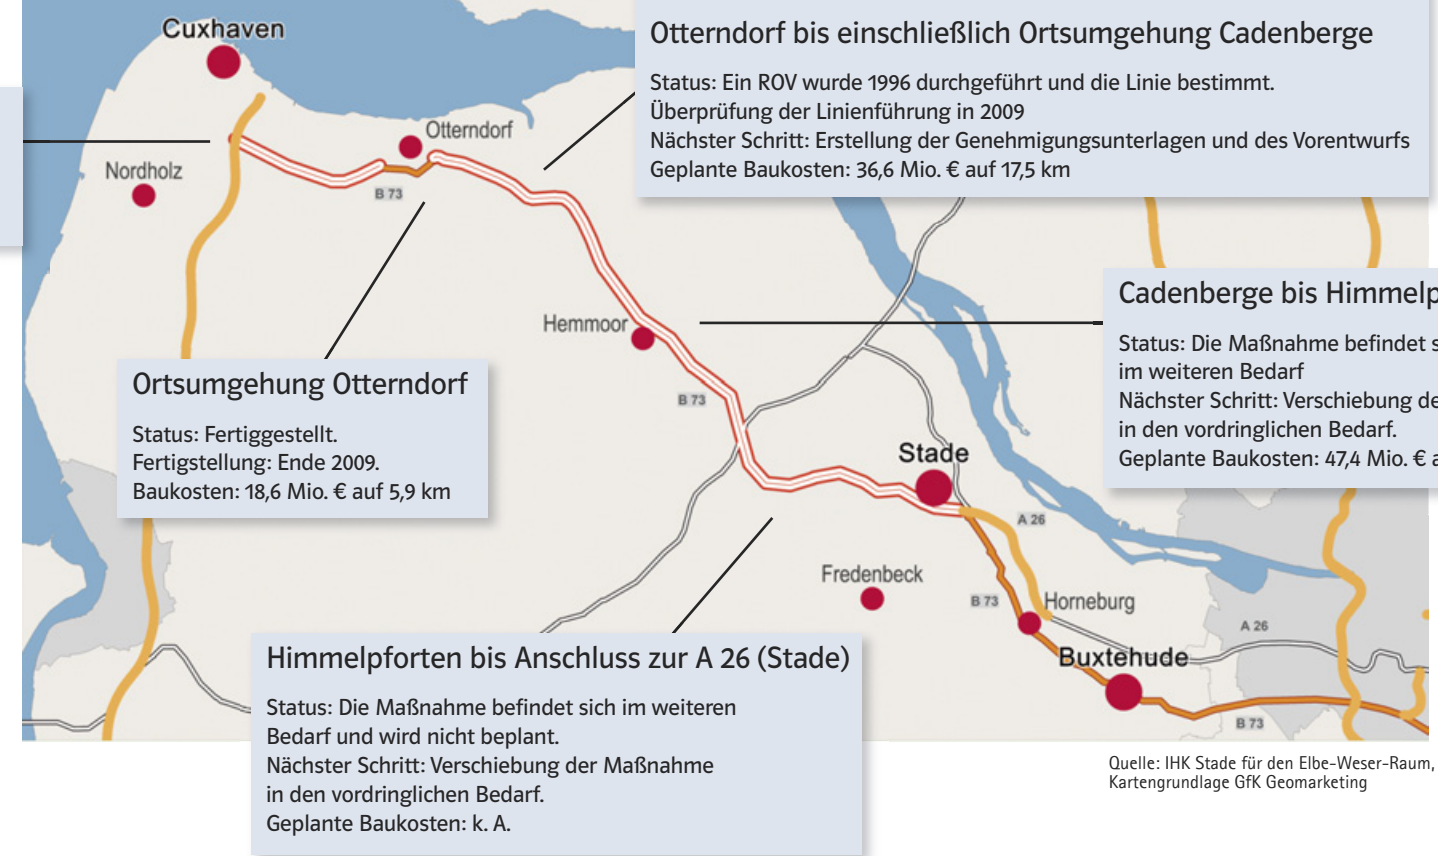 Cuxhaven
Otterndorf bis einschließlich Ortsumgehung Cadenberge
Status: Ein ROV wurde 1996 durchgeführt und die Linie bestimmt.
Überprüfung der Linienführung in 2009
Nächster Schritt: Erstellung der Genehmigungsunterlagen und des Vorentwurfs
Geplante Baukosten: 36,6 Mio. € auf 17,5 km
Otterndorf
Nordholz
B 73
Hemmoor
Cadenberge bis Himmelp
Status: Die Maßnahme befindet s
im weiteren Bedarf
Nächster Schritt: Verschiebung de
in den vordringlichen Bedarf.
Geplante Baukosten: 47,4 Mio. € a
Ortsumgehung Otterndorf
Status: Fertiggestellt.
Fertigstellung: Ende 2009.
Baukosten: 18,6 Mio. € auf 5,9 km
B 73
Stade
A 26
Fredenbeck
B 73
Horneburg
A 26
Buxtehude
B 73
Himmelpforten bis Anschluss zur A 26 (Stade)
Status: Die Maßnahme befindet sich im weiteren
Bedarf und wird nicht beplant.
Nächster Schritt: Verschiebung der Maßnahme
in den vordringlichen Bedarf.
Geplante Baukosten: k. A.
Quelle: IHK Stade für den Elbe-Weser-Raum,
Kartengrundlage GfK Geomarketing